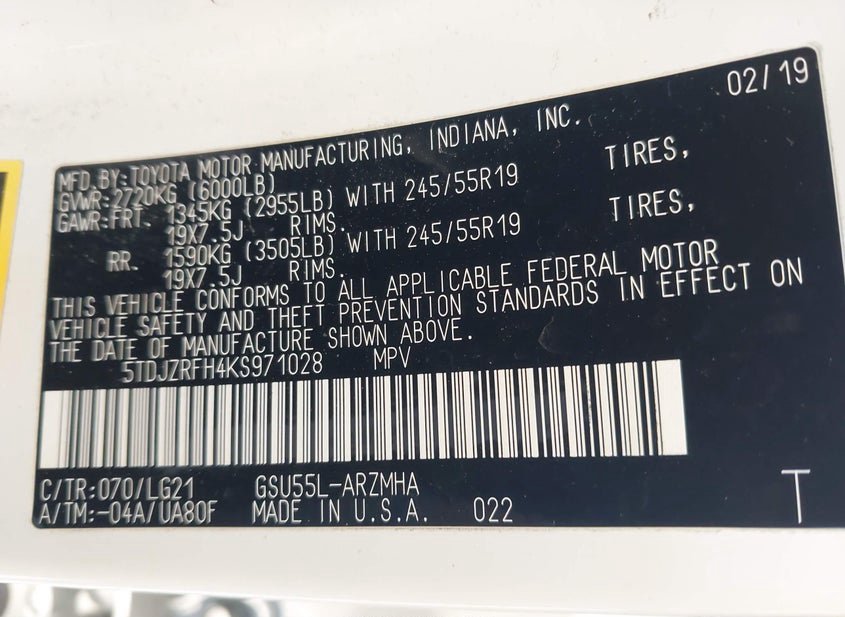 02/19
MFD.BY:TOYOTA MOTOR MANUFACTURING, INDIANA, INC.
GVWR:2720KG (6000LB)
GAWR:FRT. 1345KG (2955LB) WITH 245/55R19 TIRES,
19X7.5J RIMS.
RR. 1590KG (3505LB) WITH 245/55R19 TIRES,
19X7.5J RIMS.
THIS VEHICLE CONFORMS TO ALL APPLICABLE FEDERAL MOTOR
VEHICLE SAFETY AND THEFT PREVENTION STANDARDS IN EFFECT ON
THE DATE OF MANUFACTURE SHOWN ABOVE.
5TDJZRFH4KS971028 MPV
C/TR:070/LG21 GSU55L-ARZMHA
A/TM:-04A/UA80F MADE IN U.S.A. 022 T